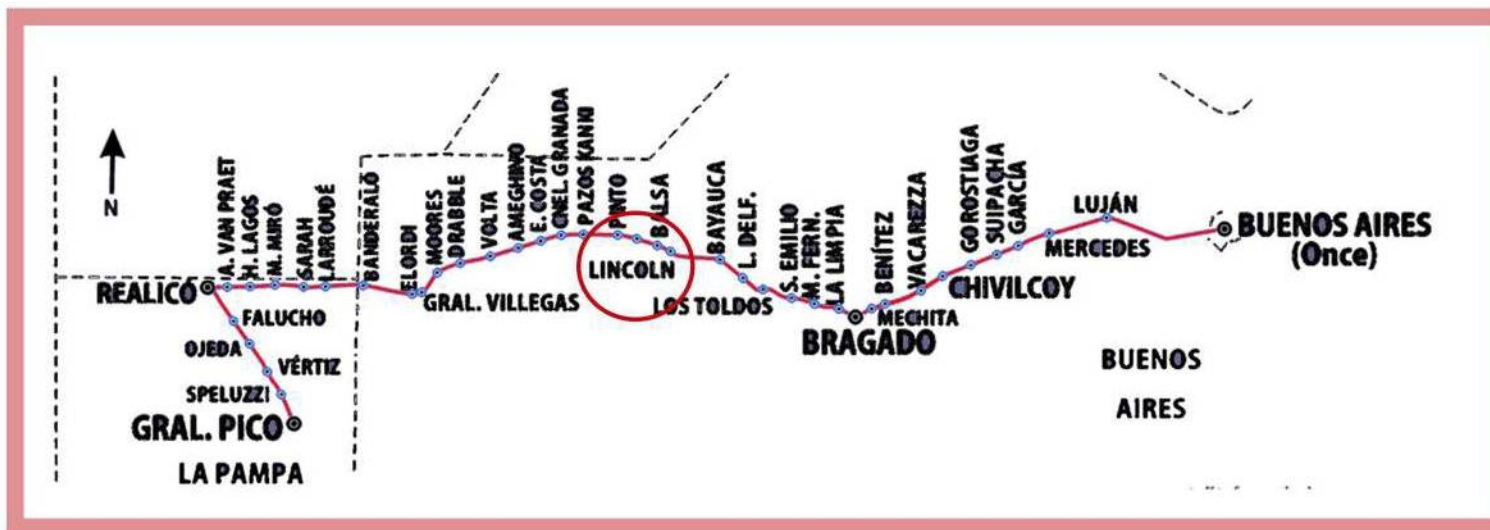 N
REALICÓ
A. VAN PRAET
H. LAGOS
M. MIRÓ
SARAH
LARROUDÉ
BANDERALÓ
ELORDI
MOORES
DRABBLE
VOLTA
AMEGHINO
E. COSTA
CNEL. GRANADA
PAZOS KANKI
PINTO
BALSA
BAYAUCA
L. DELF.
S. EMILIO
M. FERN.
LA LIMPIA
BENÍTEZ
VACAREZZA
GOROSTIAGA
SUIPACHA
GARCÍA
LUJÁN
MERCEDES
BUENOS AIRES
(Once)
GRAL. VILLEGAS
LINCOLN
LOS TOLDOS
BRAGADO
MECHITA
CHIVILCOY
FALUCHO
OJEDA
VÉRTIZ
SPELUZZI
GRAL. PICO
LA PAMPA
BUENOS
AIRES